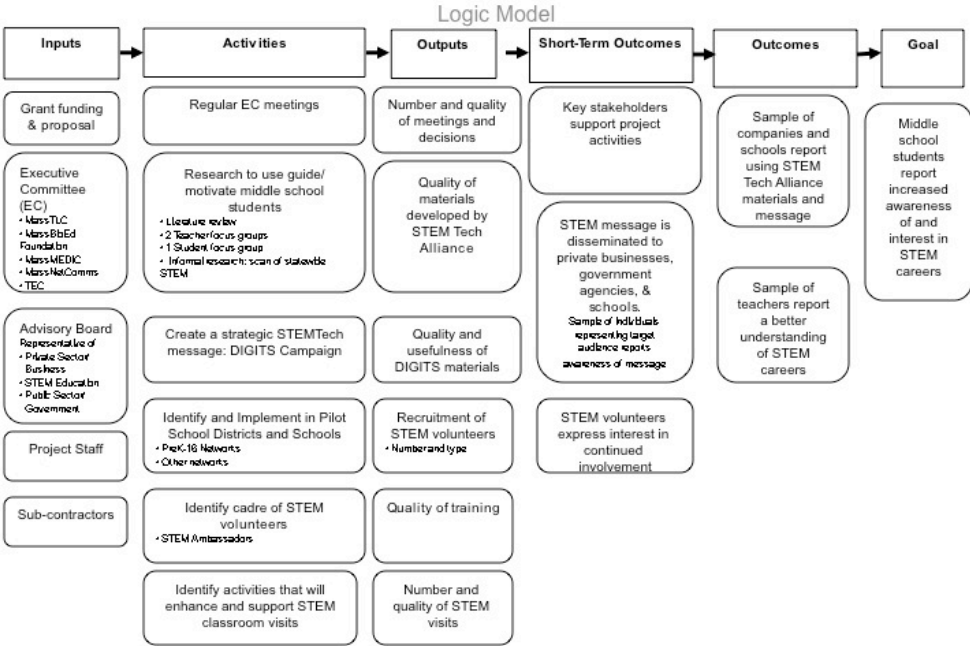 Logic Model
Inputs
Activities
Outputs
Short-Term Outcomes
Outcomes
Goal
Grant funding
& proposal
Executive
Committee
(EC)
• MassTLC
• MassBioEd
Foundation
• MassMEDIC
• MassNetComms
• TEC
Advisory Board
Representative of
• Private Sector/
Business
• STEM Education
• Public Sector/
Government
Project Staff
Sub-contractors
Regular EC meetings
Research to use guide/
motivate middle school
students
• Literature review
• 2 Teacher focus groups
• 1 Student focus group
• Informal research: scan of statewide
STEM
Create a strategic STEMTech
message: DIGITS Campaign
Identify and Implement in Pilot
School Districts and Schools
• PreK-16 Networks
• Other networks
Identify cadre of STEM
volunteers
• STEM Ambassadors
Identify activities that will
enhance and support STEM
classroom visits
Number and quality
of meetings and
decisions
Quality of
materials
developed by
STEM Tech
Alliance
Quality and
usefulness of
DIGITS materials
Recruitment of
STEM volunteers
• Number and type
Quality of training
Number and
quality of STEM
visits
Key stakeholders
support project
activities
STEM message is
disseminated to
private businesses,
government
agencies, &
schools.
Sample of individuals
representing target
audience reports
awareness of message
STEM volunteers
express interest in
continued
involvement
Sample of
companies and
schools report
using STEM
Tech Alliance
materials and
message
Sample of
teachers report
a better
understanding
of STEM
careers
Middle
school
students
report
increased
awareness
of and
interest in
STEM
careers